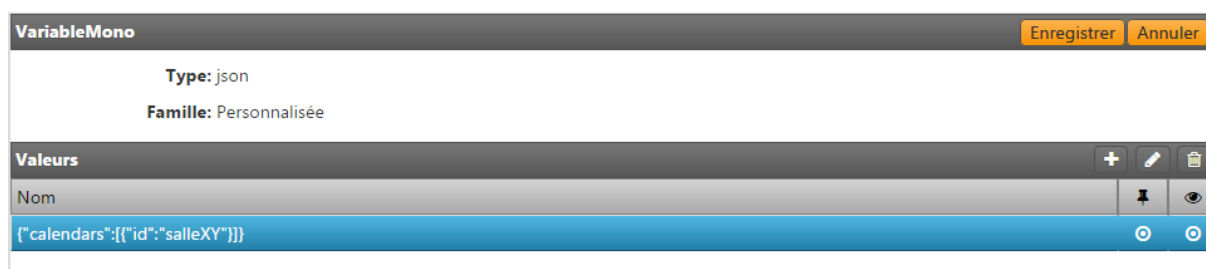 VariableMono Enregistrer Annuler
Type: json
Famille: Personnalisée
Valeurs
Nom
{"calendars":[{"id":"salleXY"}]}